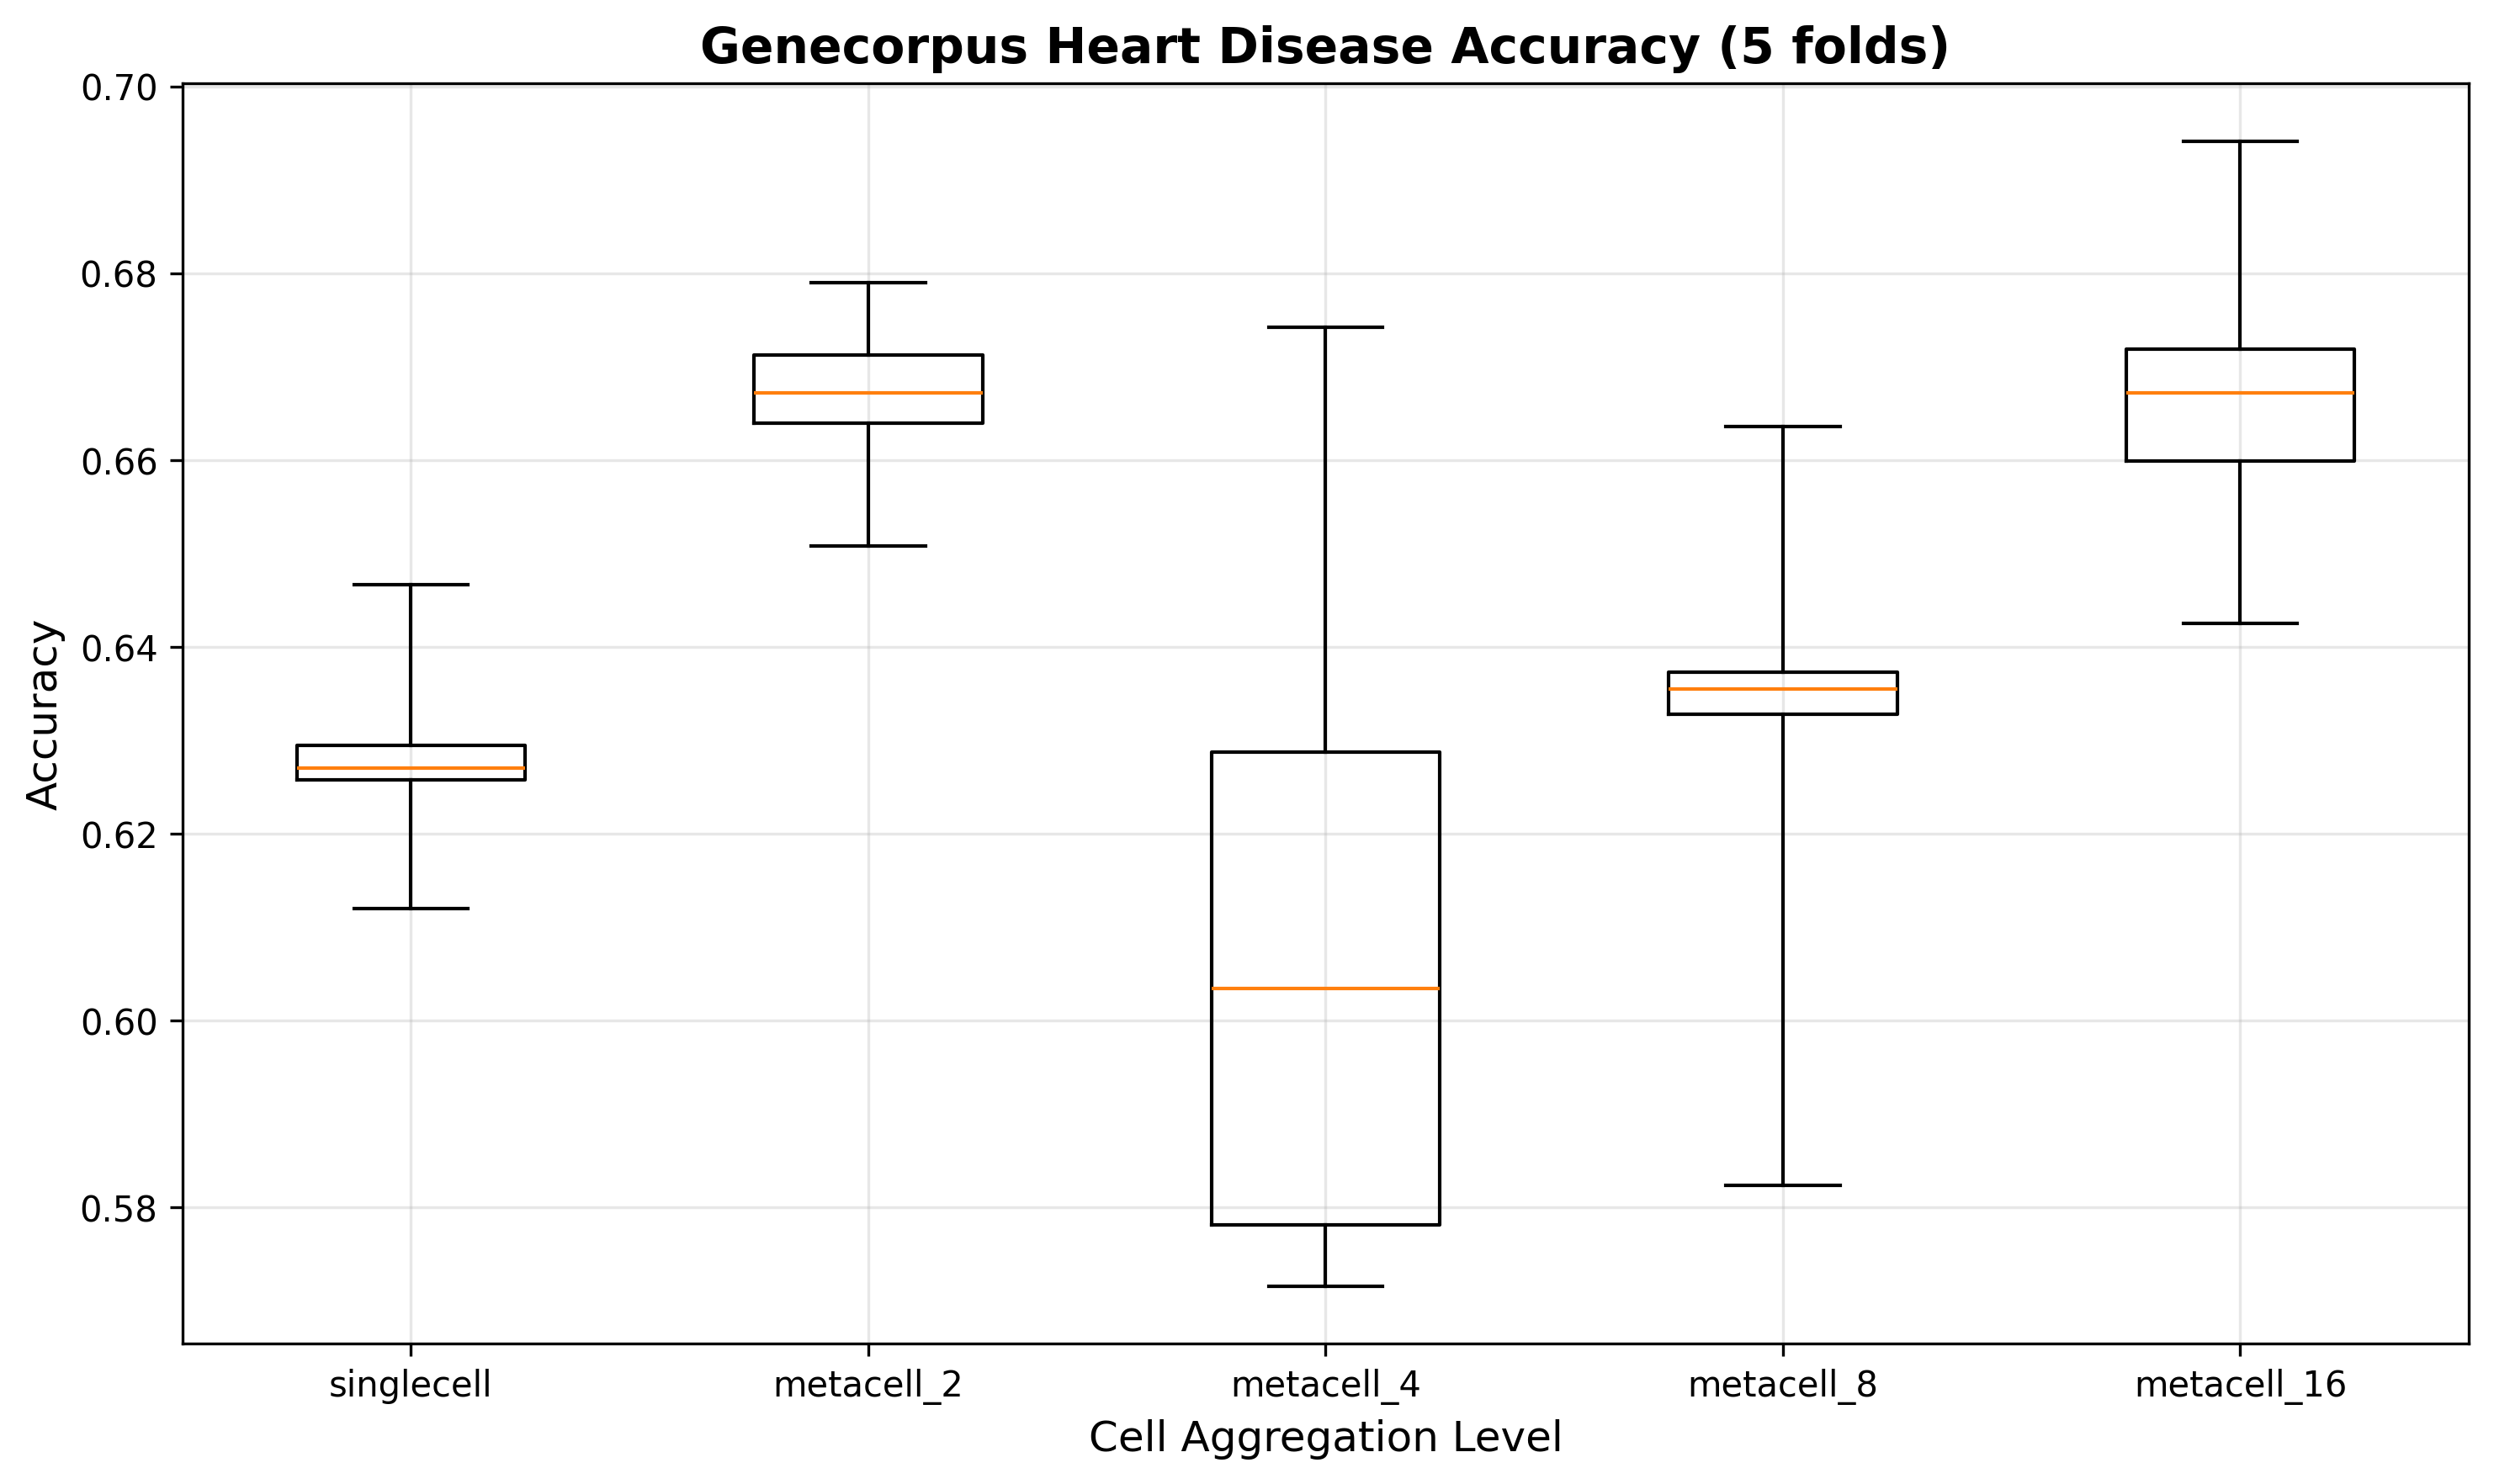 Genecorpus Heart Disease Accuracy (5 folds)
0.70
0.68
0.66
0.64
0.62
0.60
0.58
Accuracy
singlecell
metacell_2
metacell_4
metacell_8
metacell_16
Cell Aggregation Level